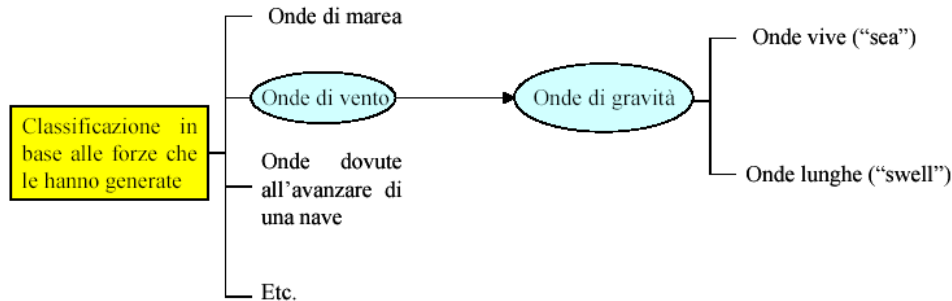 Classificazione in
base alle forze che
le hanno generate
Onde di marea
Onde di vento
Onde dovute
all'avanzare di
una nave
Etc.
Onde di gravità
Onde vive (“sea”)
Onde lunghe (“swell”)